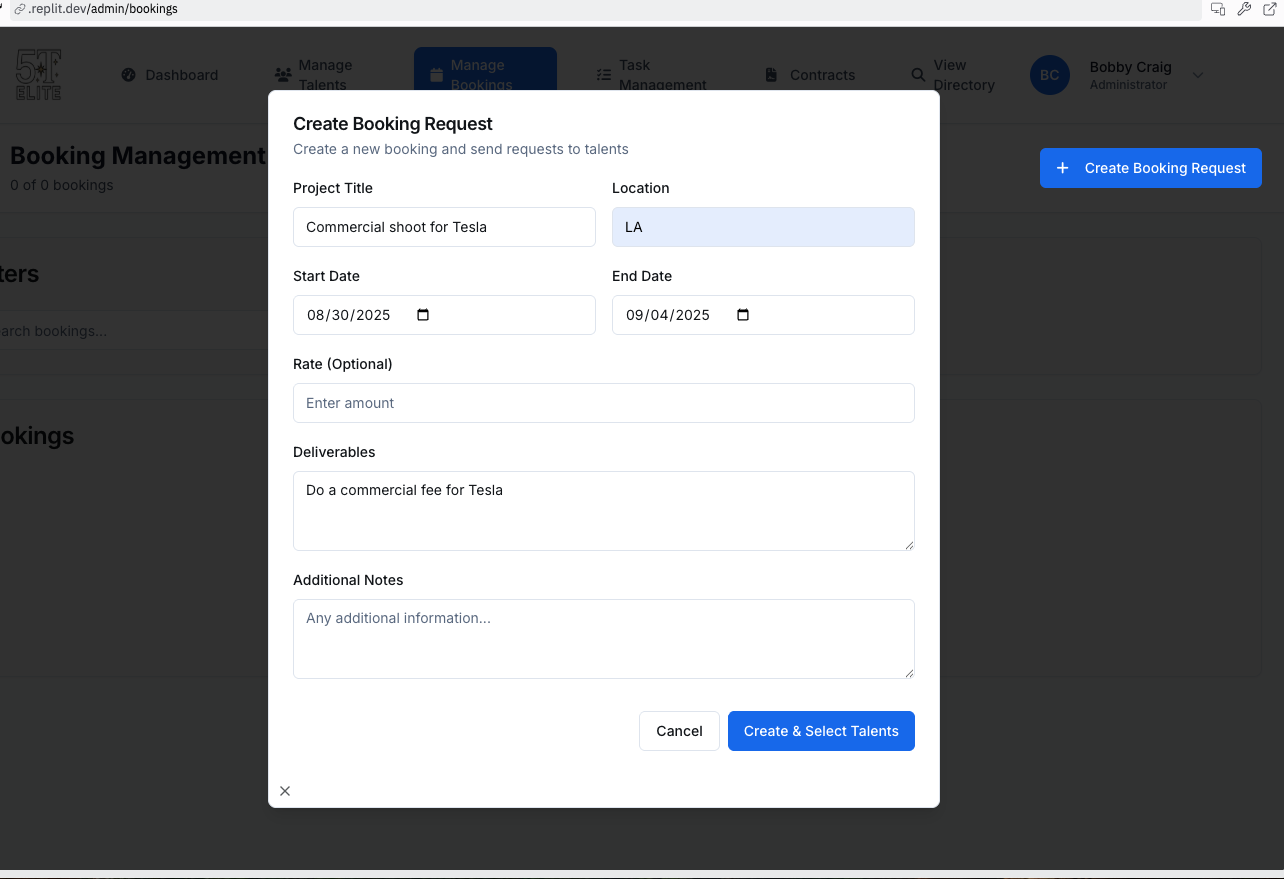 .replit.dev/admin/bookings
5T
ELITE
Dashboard
Manage
Talents
Manage
Bookings
Task
Management
Contracts
View
Directory
BC
Bobby Craig
Administrator
Booking Management
0 of 0 bookings
+ Create Booking Request
ters
arch bookings...
okings
Create Booking Request
Create a new booking and send requests to talents
Project Title
Location
Commercial shoot for Tesla
LA
Start Date
End Date
08/30/2025
09/04/2025
Rate (Optional)
Enter amount
Deliverables
Do a commercial fee for Tesla
Additional Notes
Any additional information...
Cancel
Create & Select Talents